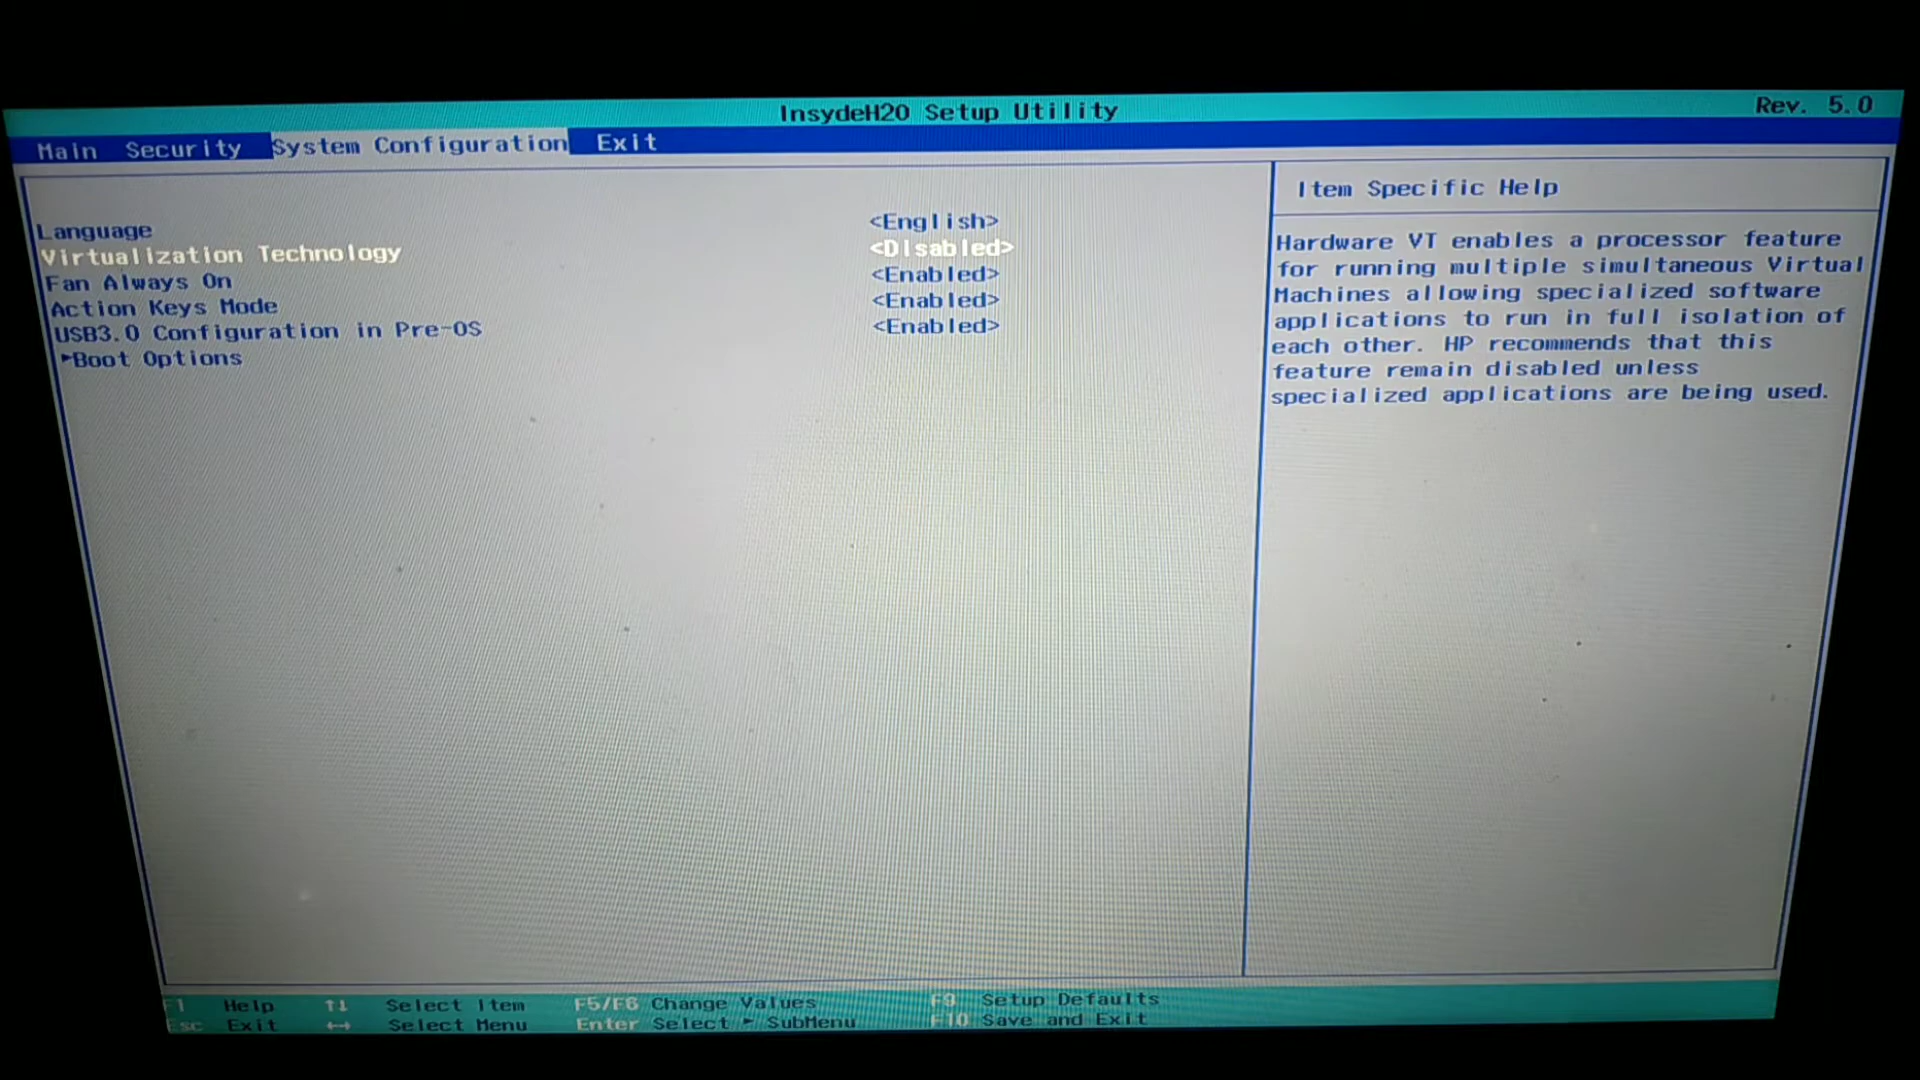 InsydeH20 Setup Utility
Rev. 5.0
Main Security System Configuration Exit
Language <English>
Virtualization Technology <Disabled>
Fan Always On <Enabled>
Action Keys Mode <Enabled>
USB3.0 Configuration in Pre-OS <Enabled>
►Boot Options
Item Specific Help
Hardware VT enables a processor feature
for running multiple simultaneous Virtual
Machines allowing specialized software
applications to run in full isolation of
each other. HP recommends that this
feature remain disabled unless
specialized applications are being used.
F1 Help ↑↓ Select Item F5/F6 Change Values F9 Setup Defaults
Esc Exit ↔ Select Menu Enter Select ► SubMenu F10 Save and Exit